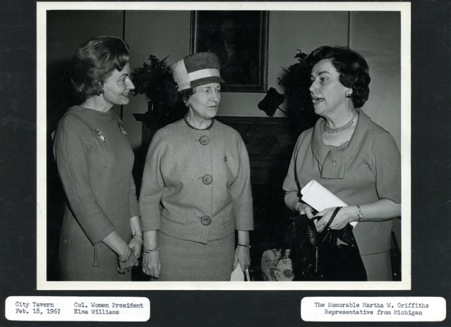 City Tavern Col. Women President
Feb. 18, 1967 Elma Williams
The Honorable Martha W. Griffiths
Representative from Michigan